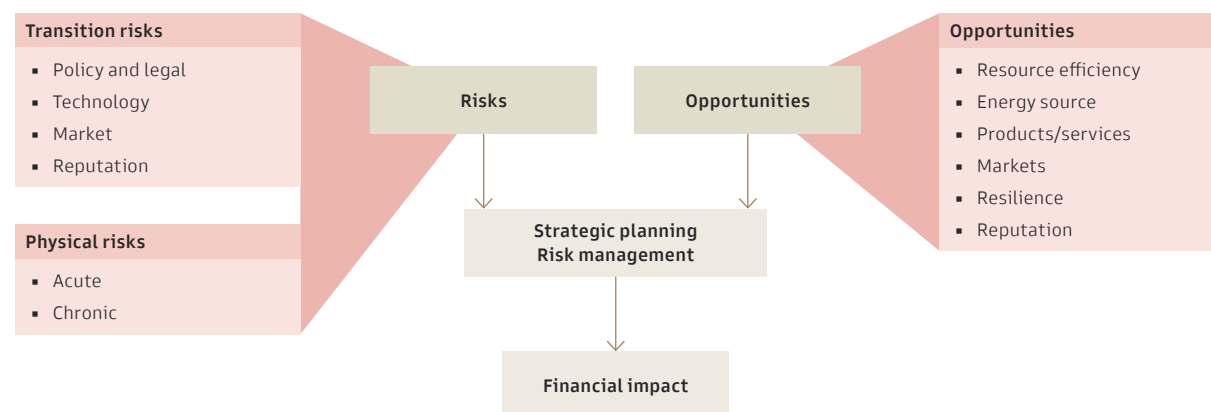 Transition risks
▪ Policy and legal
▪ Technology
▪ Market
▪ Reputation
Physical risks
▪ Acute
▪ Chronic
Risks
Opportunities
Strategic planning
Risk management
Financial impact
Opportunities
▪ Resource efficiency
▪ Energy source
▪ Products/services
▪ Markets
▪ Resilience
▪ Reputation